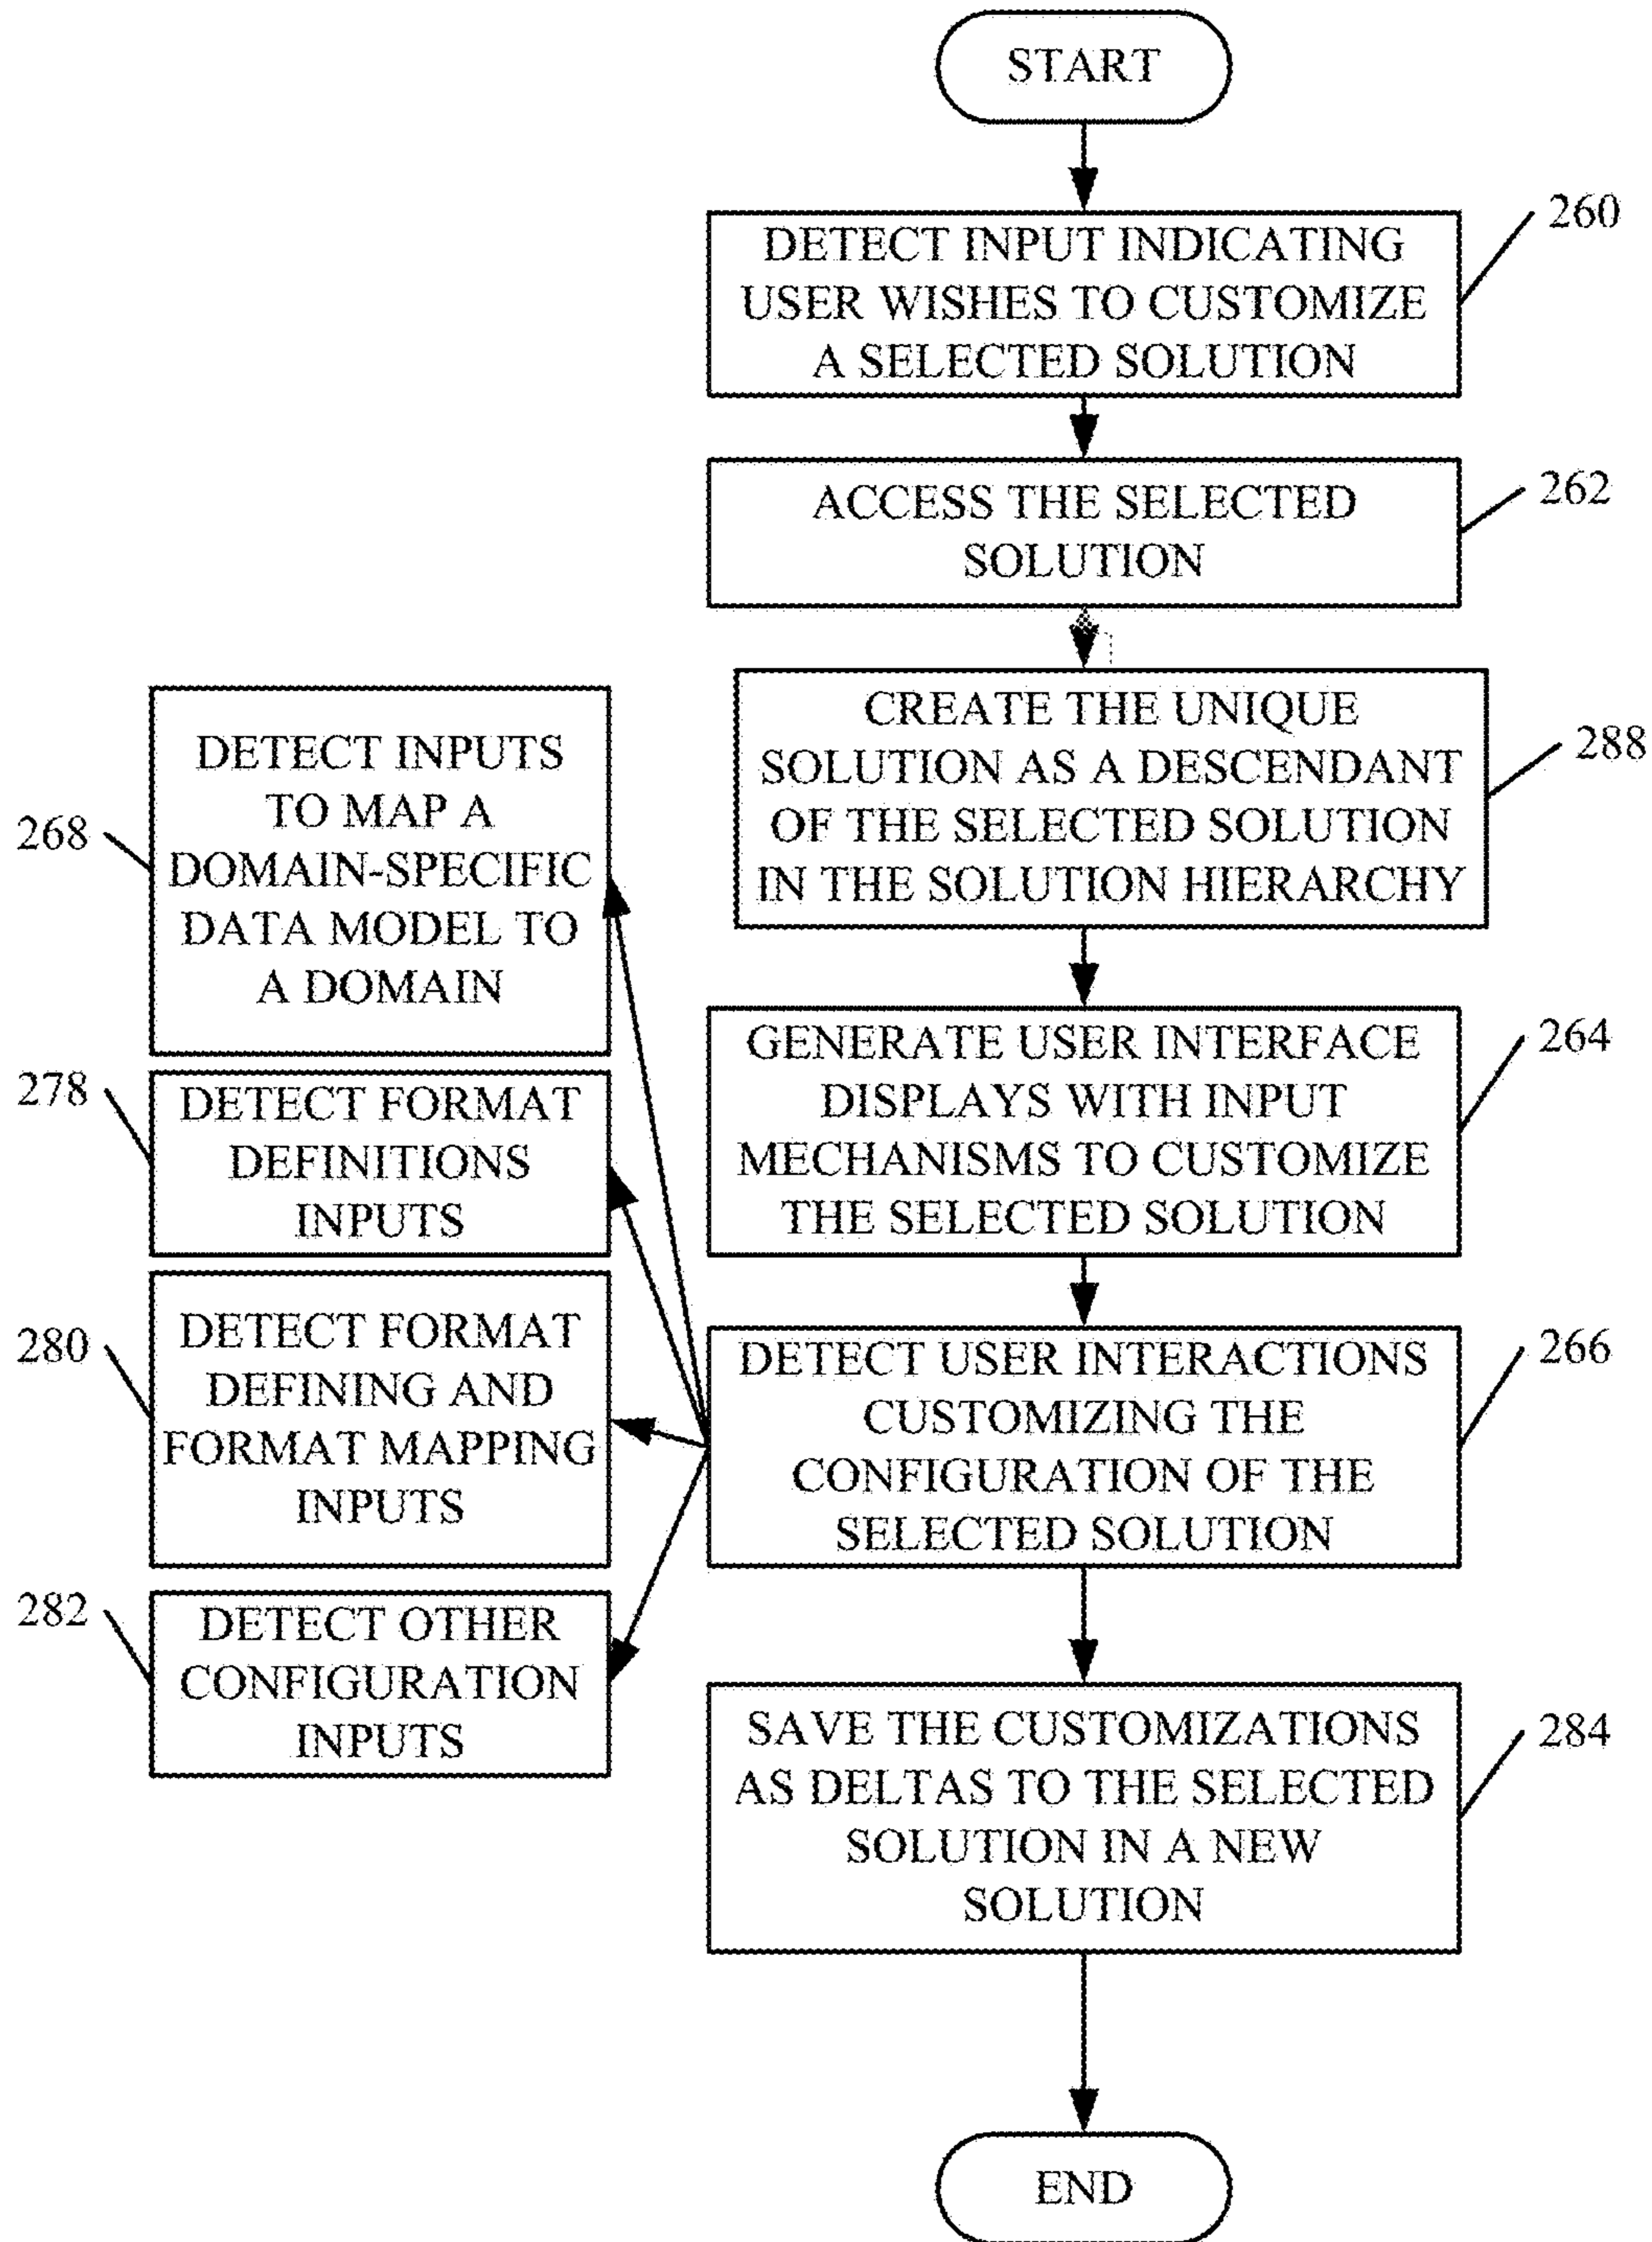 START
DETECT INPUT INDICATING
USER WISHES TO CUSTOMIZE
A SELECTED SOLUTION
260
ACCESS THE SELECTED
SOLUTION
262
CREATE THE UNIQUE
SOLUTION AS A DESCENDANT
OF THE SELECTED SOLUTION
IN THE SOLUTION HIERARCHY
288
GENERATE USER INTERFACE
DISPLAYS WITH INPUT
MECHANISMS TO CUSTOMIZE
THE SELECTED SOLUTION
264
DETECT USER INTERACTIONS
CUSTOMIZING THE
CONFIGURATION OF THE
SELECTED SOLUTION
266
268
DETECT INPUTS
TO MAP A
DOMAIN-SPECIFIC
DATA MODEL TO
A DOMAIN
278
DETECT FORMAT
DEFINITIONS
INPUTS
280
DETECT FORMAT
DEFINING AND
FORMAT MAPPING
INPUTS
282
DETECT OTHER
CONFIGURATION
INPUTS
SAVE THE CUSTOMIZATIONS
AS DELTAS TO THE SELECTED
SOLUTION IN A NEW
SOLUTION
284
END